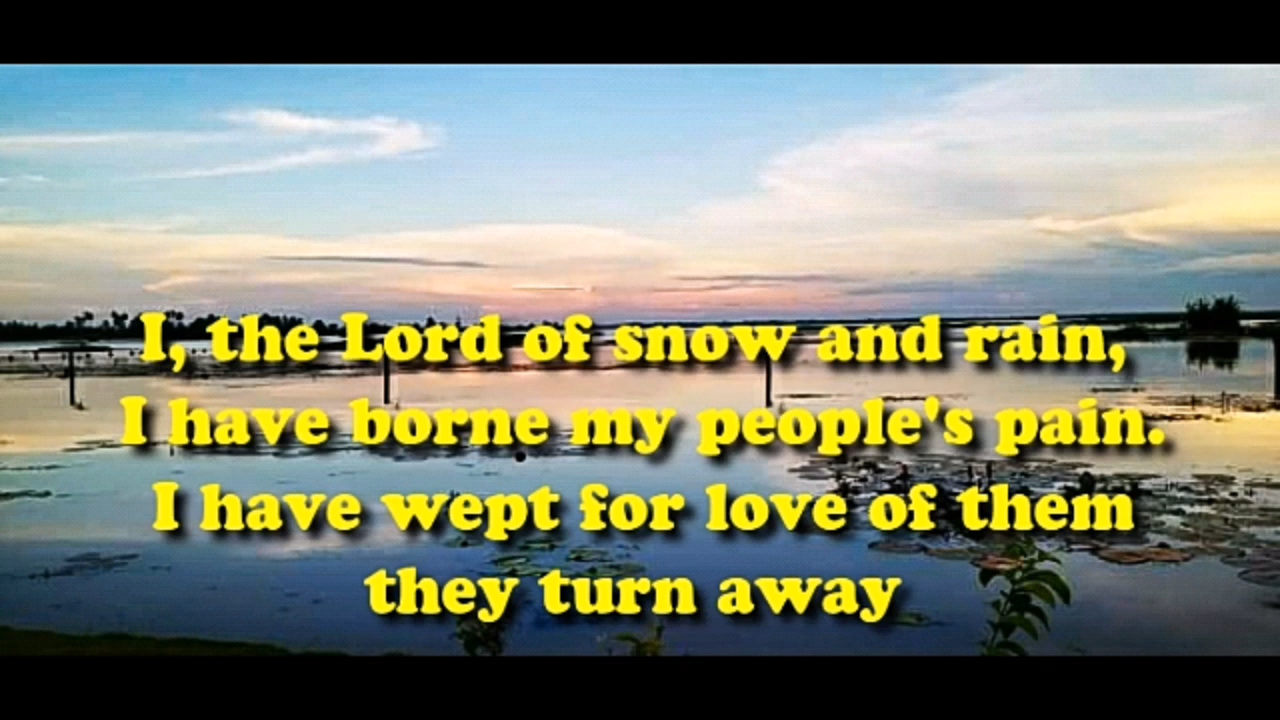 I, the Lord of snow and rain,
I have borne my people's pain.
I have wept for love of them
they turn away